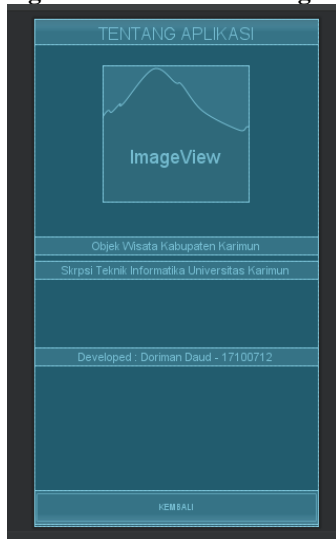 TENTANG APLIKASI
ImageView
Objek Wisata Kabupaten Karimun
Skrpsi Teknik Informatika Universitas Karimun
Developed : Doriman Daud - 17100712
KEMBALI